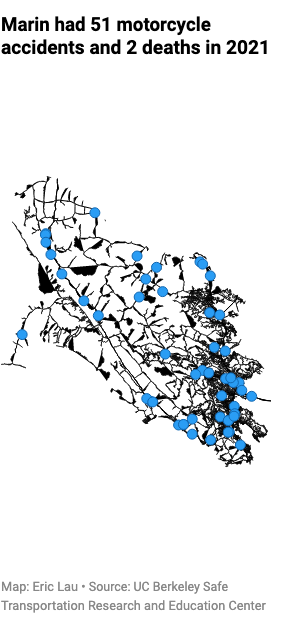 Marin had 51 motorcycle
accidents and 2 deaths in 2021
Map: Eric Lau • Source: UC Berkeley Safe
Transportation Research and Education Center